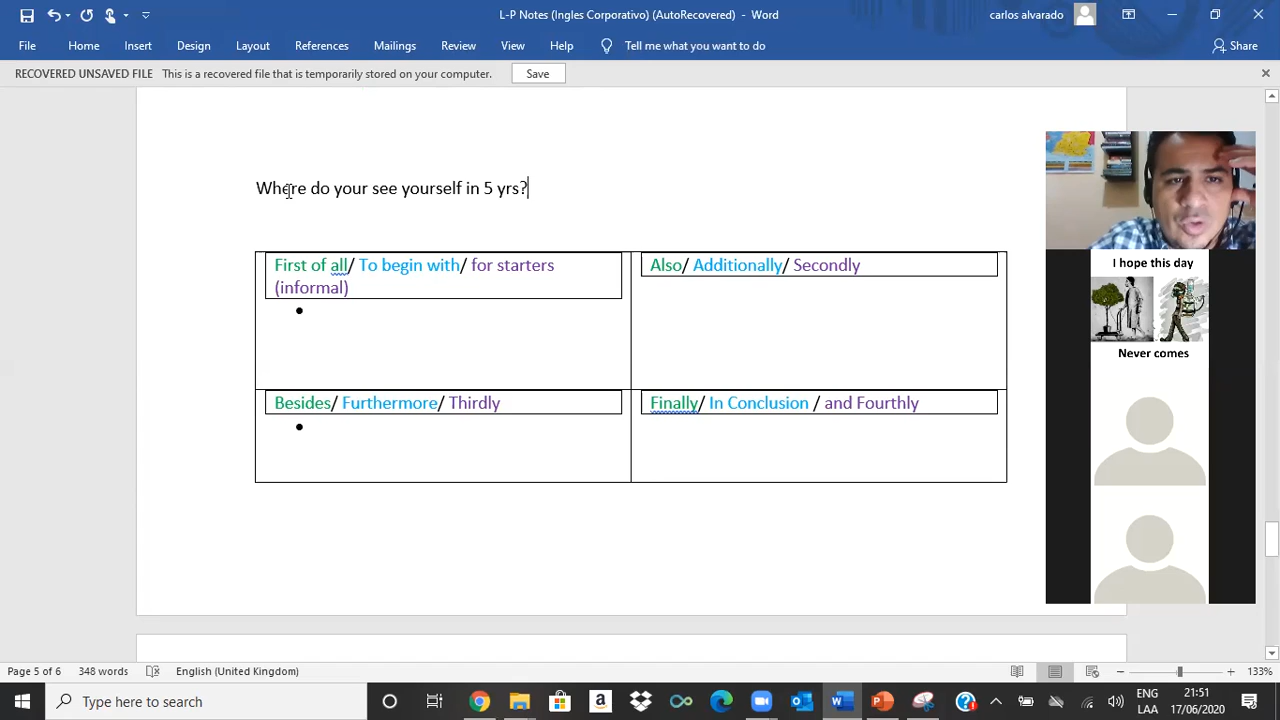 L-P Notes (Ingles Corporativo) (AutoRecovered) - Word
carlos alvarado
File Home Insert Design Layout References Mailings Review View Help Tell me what you want to do Share
RECOVERED UNSAVED FILE This is a recovered file that is temporarily stored on your computer. Save
Where do your see yourself in 5 yrs?
First of all/ To begin with/ for starters
(informal)
Also/ Additionally/ Secondly
Besides/ Furthermore/ Thirdly
Finally/ In Conclusion / and Fourthly
I hope this day
Never comes
Page 5 of 6 348 words English (United Kingdom) 133%
Type here to search
ENG
LAA
21:51
17/06/2020